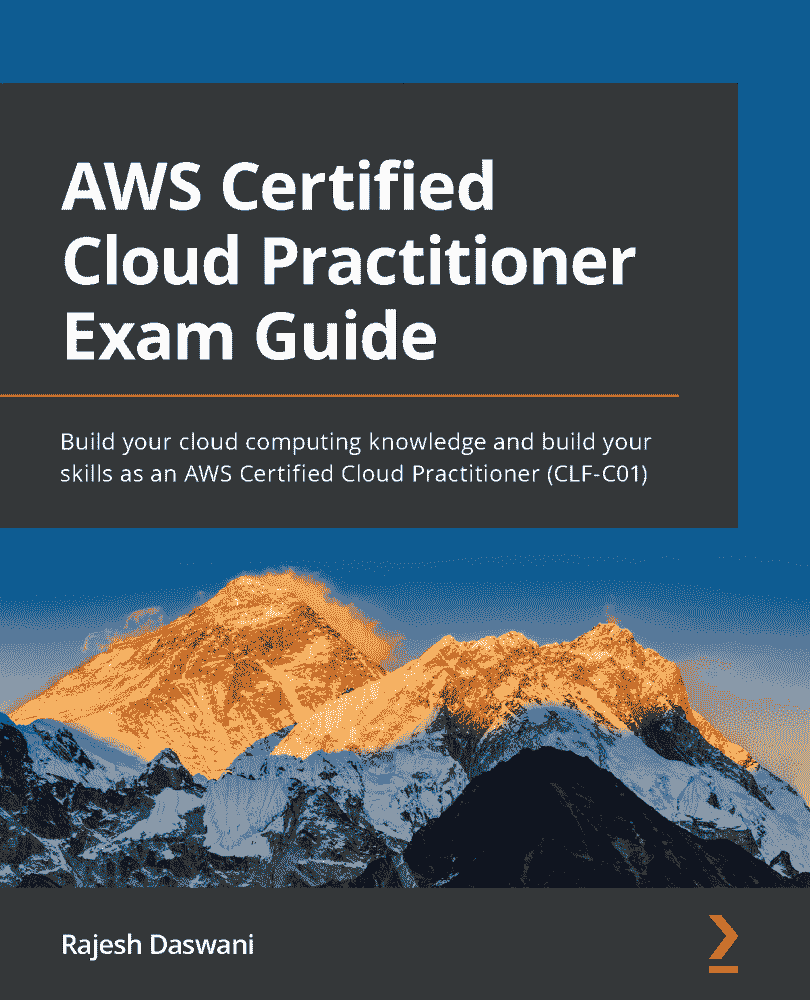 AWS Certified
Cloud Practitioner
Exam Guide
Build your cloud computing knowledge and build your
skills as an AWS Certified Cloud Practitioner (CLF-C01)
Rajesh Daswani